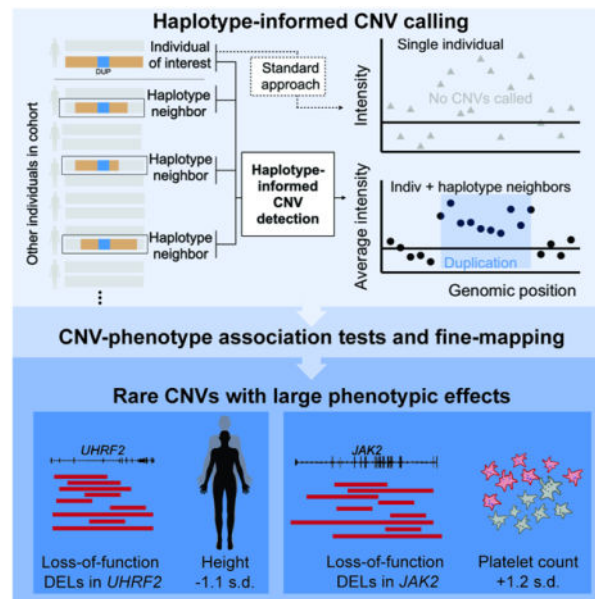 Haplotype-informed CNV calling
Other individuals in cohort
DUP
Individual
of interest
Haplotype
neighbor
Haplotype
neighbor
Haplotype
neighbor
Standard
approach
Haplotype-
informed
CNV
detection
Intensity
Single individual
No CNVs called
Average intensity
Indiv + haplotype neighbors
Duplication
Genomic position
CNV-phenotype association tests and fine-mapping
Rare CNVs with large phenotypic effects
UHRF2
Loss-of-function
DELs in UHRF2
Height
-1.1 s.d.
JAK2
Loss-of-function
DELs in JAK2
Platelet count
+1.2 s.d.